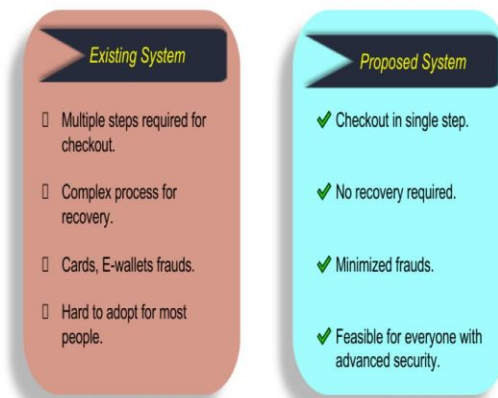 Existing System
▯ Multiple steps required for
checkout.
▯ Complex process for
recovery.
▯ Cards, E-wallets frauds.
▯ Hard to adopt for most
people.
Proposed System
✔ Checkout in single step.
✔ No recovery required.
✔ Minimized frauds.
✔ Feasible for everyone with
advanced security.